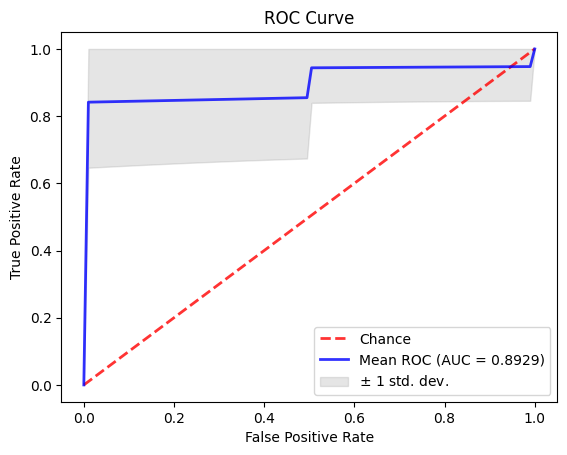 ROC Curve
True Positive Rate
1.0
0.8
0.6
0.4
0.2
0.0
Chance
Mean ROC (AUC = 0.8929)
± 1 std. dev.
0.0 0.2 0.4 0.6 0.8 1.0
False Positive Rate